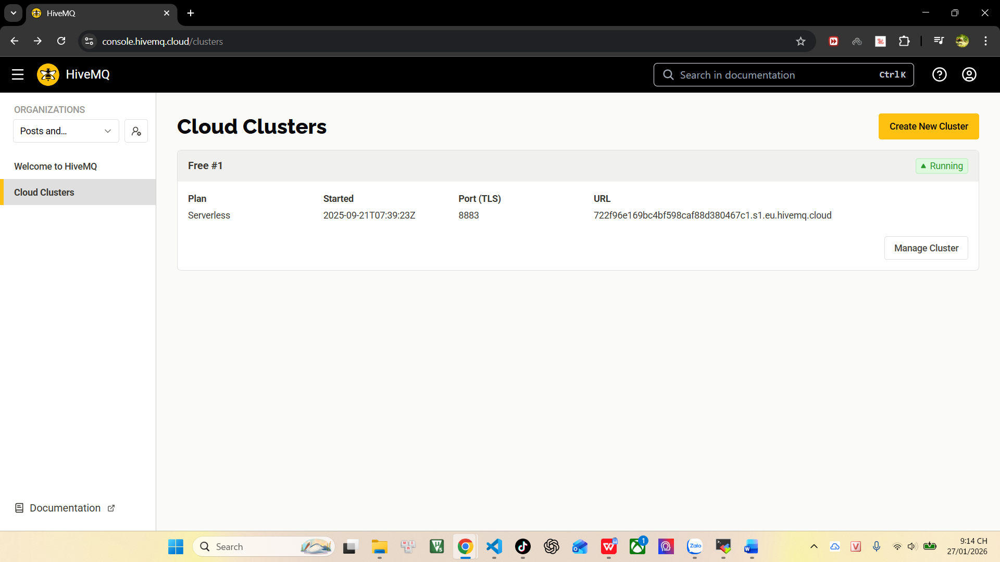 HiveMQ
console.hivemq.cloud/clusters
HiveMQ
Search in documentation
Ctrl K
ORGANIZATIONS
Posts and...
Welcome to HiveMQ
Cloud Clusters
Documentation
Cloud Clusters
Create New Cluster
Free #1
Running
Plan Started Port (TLS) URL
Serverless 2025-09-21T07:39:23Z 8883 722f96e169bc4bf598caf88d380467c1.s1.eu.hivemq.cloud
Manage Cluster
Search
Zalo
1
9:14 CH
27/01/2026